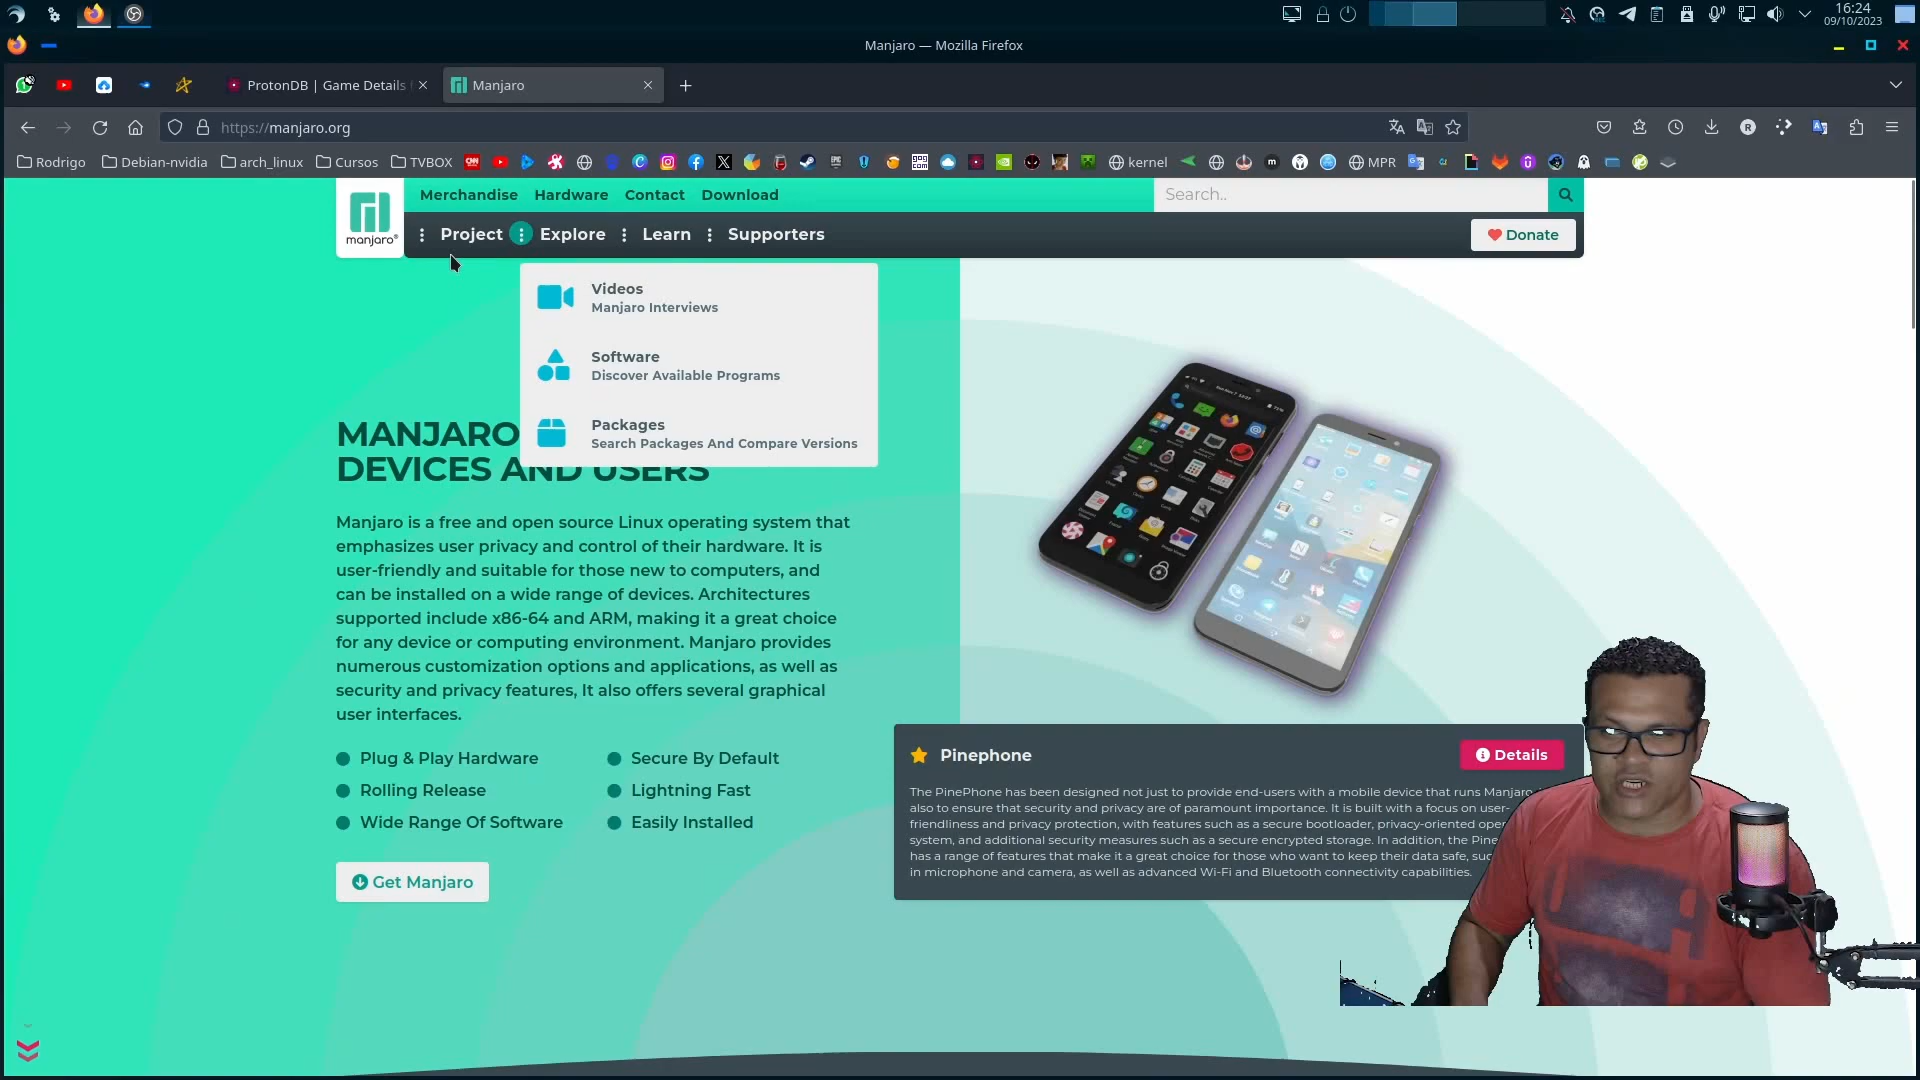 16:24
09/10/2023
Manjaro — Mozilla Firefox
ProtonDB | Game Details
Manjaro
https://manjaro.org
Rodrigo
Debian-nvidia
arch_linux
Cursos
TVBOX
kernel
MPR
Merchandise
Hardware
Contact
Download
Search..
manjaro®
Project
Explore
Learn
Supporters
Donate
Videos
Manjaro Interviews
Software
Discover Available Programs
Packages
Search Packages And Compare Versions
MANJARO
DEVICES AND USERS
Manjaro is a free and open source Linux operating system that
emphasizes user privacy and control of their hardware. It is
user-friendly and suitable for those new to computers, and
can be installed on a wide range of devices. Architectures
supported include x86-64 and ARM, making it a great choice
for any device or computing environment. Manjaro provides
numerous customization options and applications, as well as
security and privacy features, It also offers several graphical
user interfaces.
Plug & Play Hardware
Secure By Default
Rolling Release
Lightning Fast
Wide Range Of Software
Easily Installed
Get Manjaro
Pinephone
Details
The PinePhone has been designed not just to provide end-users with a mobile device that runs Manjaro
also to ensure that security and privacy are of paramount importance. It is built with a focus on user-
friendliness and privacy protection, with features such as a secure bootloader, privacy-oriented oper
system, and additional security measures such as a secure encrypted storage. In addition, the Pine
has a range of features that make it a great choice for those who want to keep their data safe, suc
in microphone and camera, as well as advanced Wi-Fi and Bluetooth connectivity capabilities.